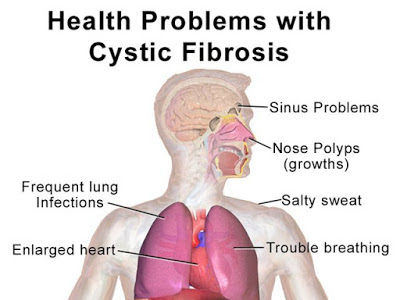 Health Problems with
Cystic Fibrosis
Sinus Problems
Nose Polyps
(growths)
Frequent lung
Infections
Salty sweat
Enlarged heart
Trouble breathing